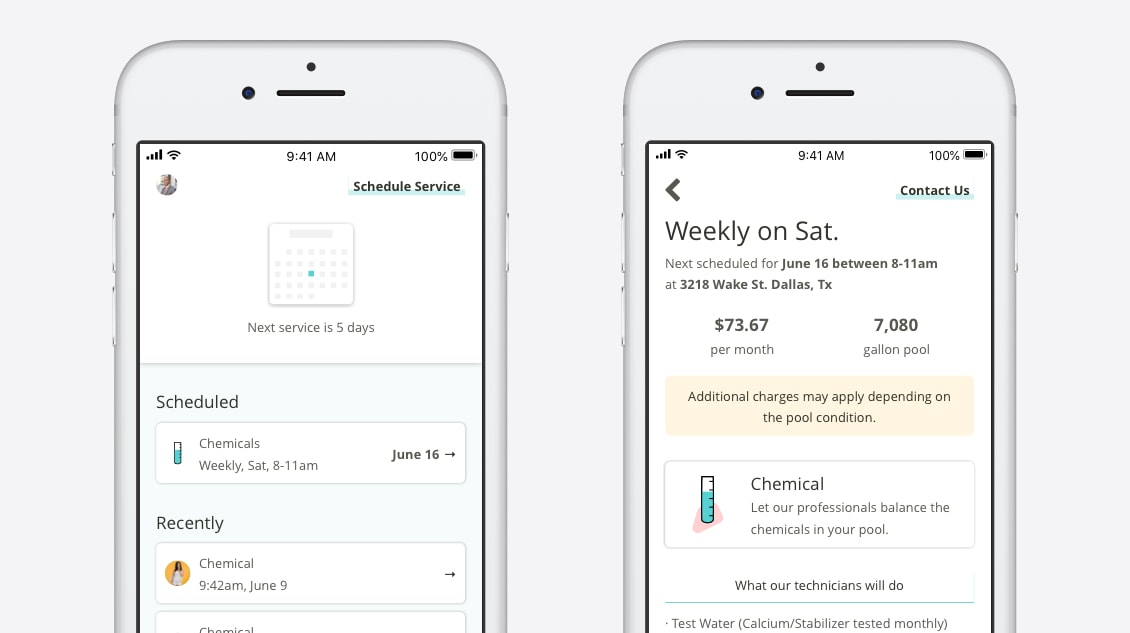 9:41 AM
100%
Schedule Service
Next service is 5 days
Scheduled
Chemicals
Weekly, Sat, 8-11am
June 16 →
Recently
Chemical
9:42am, June 9
→
Chemical
9:41 AM
100%
Contact Us
Weekly on Sat.
Next scheduled for June 16 between 8-11am
at 3218 Wake St. Dallas, Tx
$73.67
per month
7,080
gallon pool
Additional charges may apply depending on
the pool condition.
Chemical
Let our professionals balance the
chemicals in your pool.
What our technicians will do
· Test Water (Calcium/Stabilizer tested monthly)